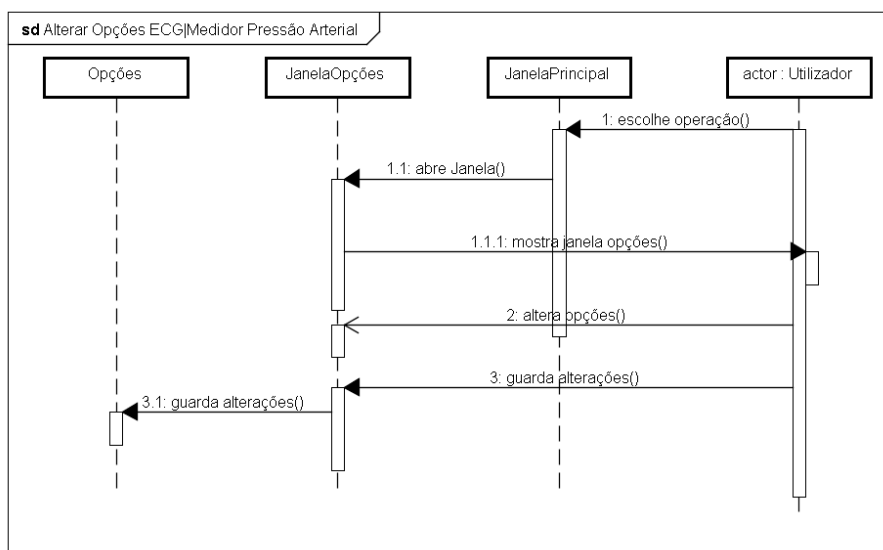 sd Alterar Opções ECG|Medidor Pressão Arterial
Opções
JanelaOpções
JanelaPrincipal
actor : Utilizador
1: escolhe operação()
1.1: abre Janela()
1.1.1: mostra janela opções()
2: altera opções()
3: guarda alterações()
3.1: guarda alterações()